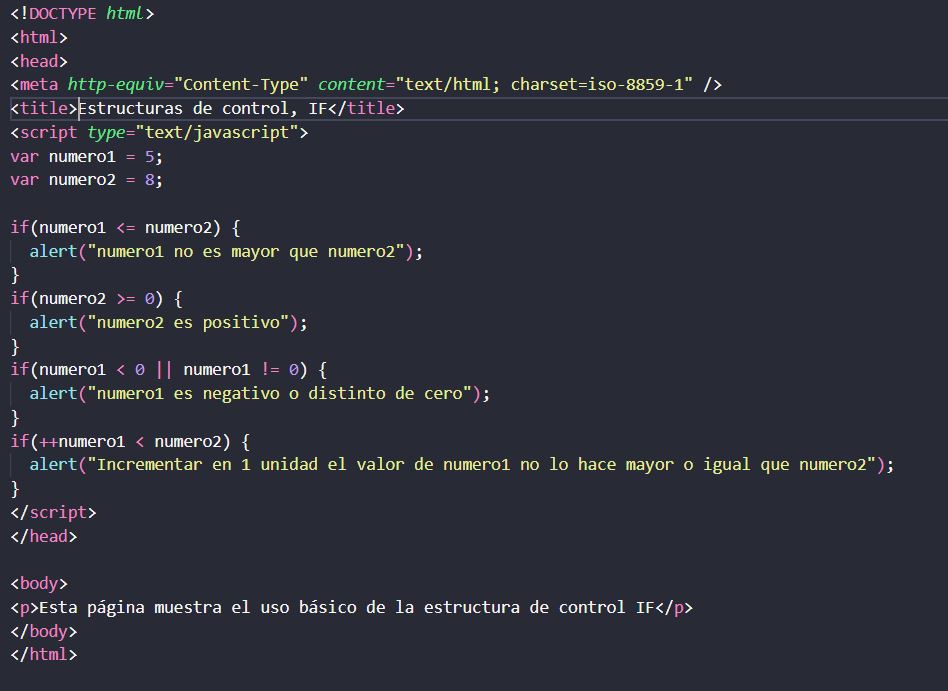 <!DOCTYPE html>
<html>
<head>
<meta http-equiv="Content-Type" content="text/html; charset=iso-8859-1" />
<title>Estructuras de control, IF</title>
<script type="text/javascript">
var numero1 = 5;
var numero2 = 8;

if(numero1 <= numero2) {
  alert("numero1 no es mayor que numero2");
}
if(numero2 >= 0) {
  alert("numero2 es positivo");
}
if(numero1 < 0 || numero1 != 0) {
  alert("numero1 es negativo o distinto de cero");
}
if(++numero1 < numero2) {
  alert("Incrementar en 1 unidad el valor de numero1 no lo hace mayor o igual que numero2");
}
</script>
</head>

<body>
<p>Esta página muestra el uso básico de la estructura de control IF</p>
</body>
</html>